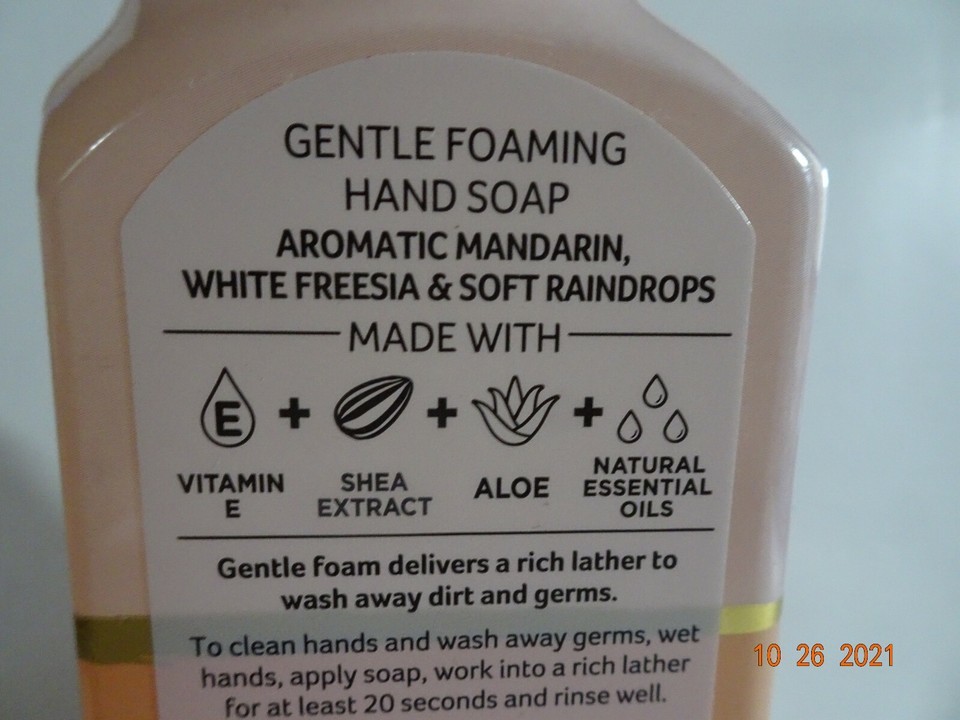 GENTLE FOAMING
HAND SOAP
AROMATIC MANDARIN,
WHITE FREESIA & SOFT RAINDROPS
MADE WITH
E + + +
VITAMIN
E
SHEA
EXTRACT
ALOE
NATURAL
ESSENTIAL
OILS
Gentle foam delivers a rich lather to
wash away dirt and germs.
To clean hands and wash away germs, wet
hands, apply soap, work into a rich lather
for at least 20 seconds and rinse well.
10 26 2021